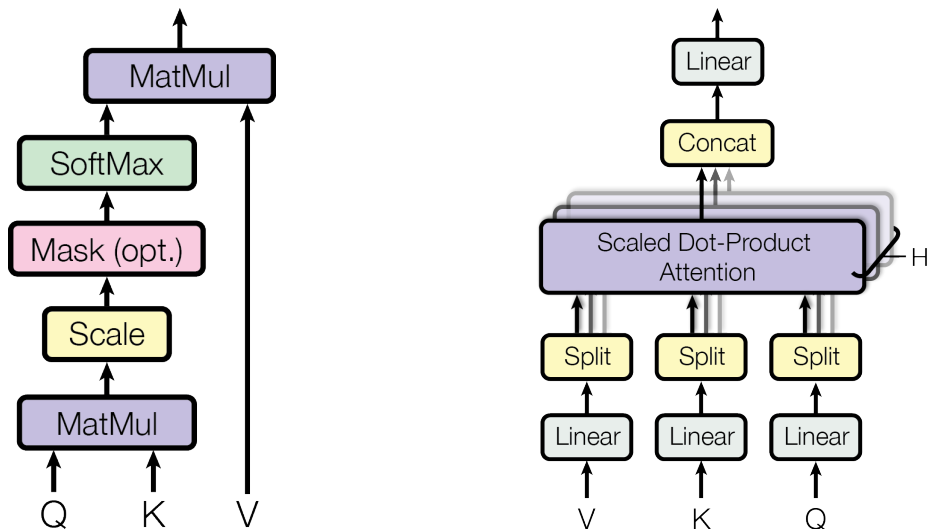 MatMul
SoftMax
Mask (opt.)
Scale
MatMul
Q K V
Linear
Concat
Scaled Dot-Product
Attention
H
Split Split Split
Linear Linear Linear
V K Q